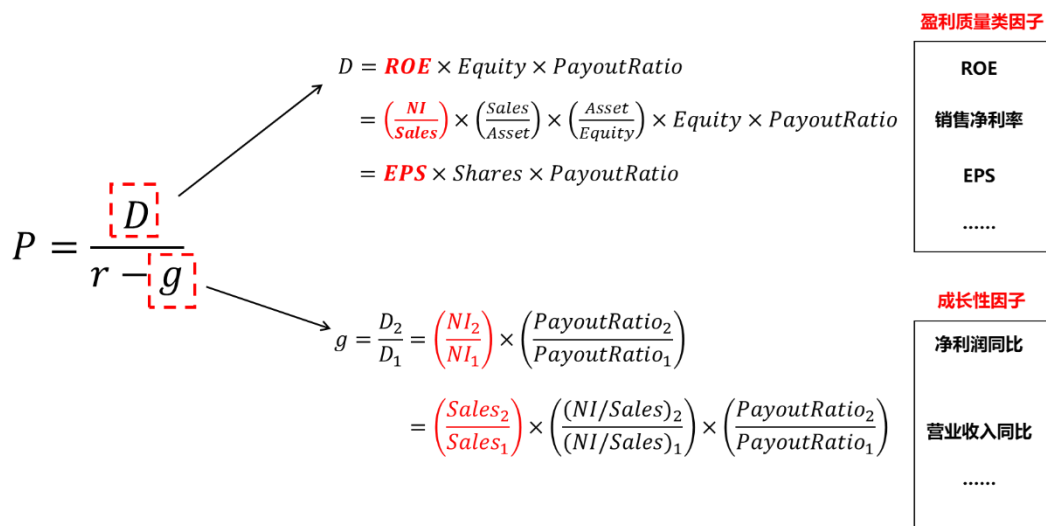 盈利质量类因子
D = ROE × Equity × PayoutRatio
ROE
= (NI/Sales) × (Sales/Asset) × (Asset/Equity) × Equity × PayoutRatio
销售净利率
= EPS × Shares × PayoutRatio
EPS
......
P = D/(r − g)
成长性因子
g = D₂/D₁ = (NI₂/NI₁) × (PayoutRatio₂/PayoutRatio₁)
净利润同比
= (Sales₂/Sales₁) × ((NI/Sales)₂/(NI/Sales)₁) × (PayoutRatio₂/PayoutRatio₁)
营业收入同比
......